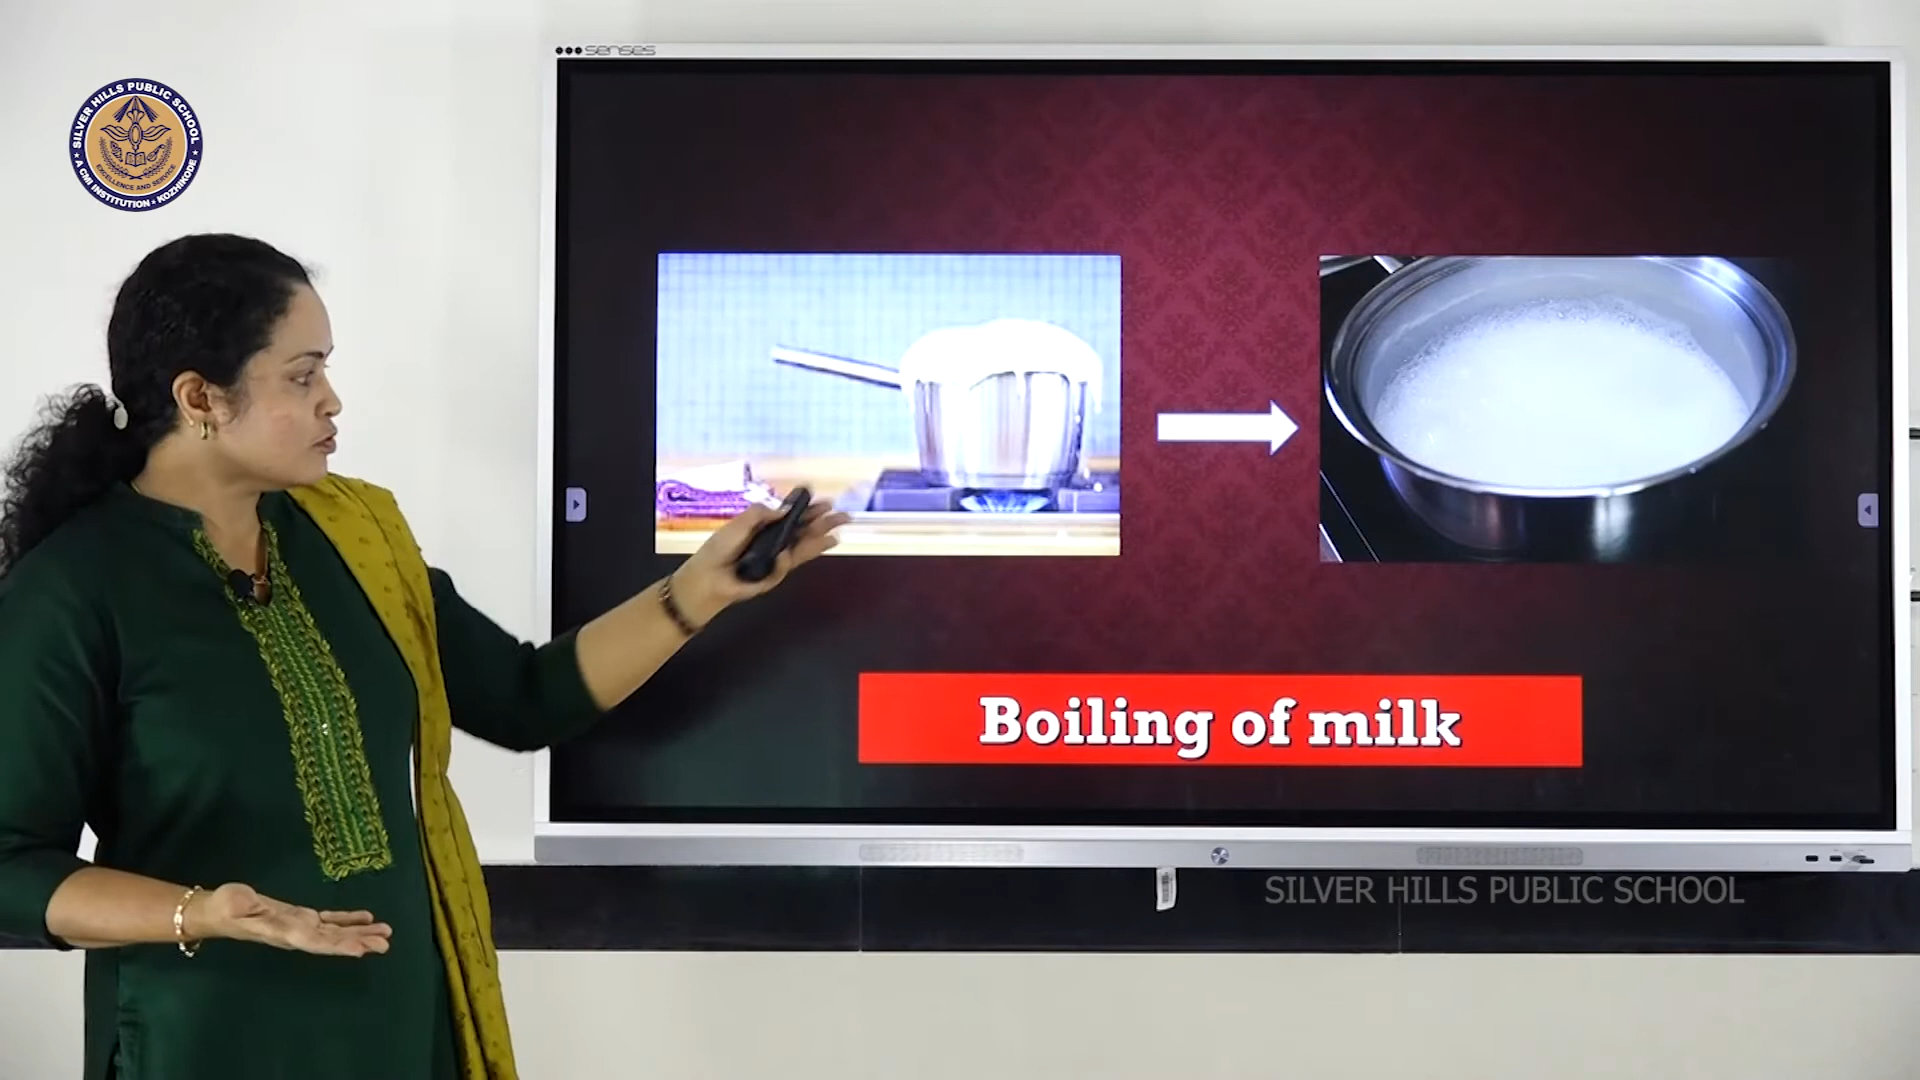 senses
SILVER HILLS PUBLIC SCHOOL
EXCELLENCE AND SERVICE
A CMI INSTITUTION • KOZHIKODE
Boiling of milk
SILVER HILLS PUBLIC SCHOOL